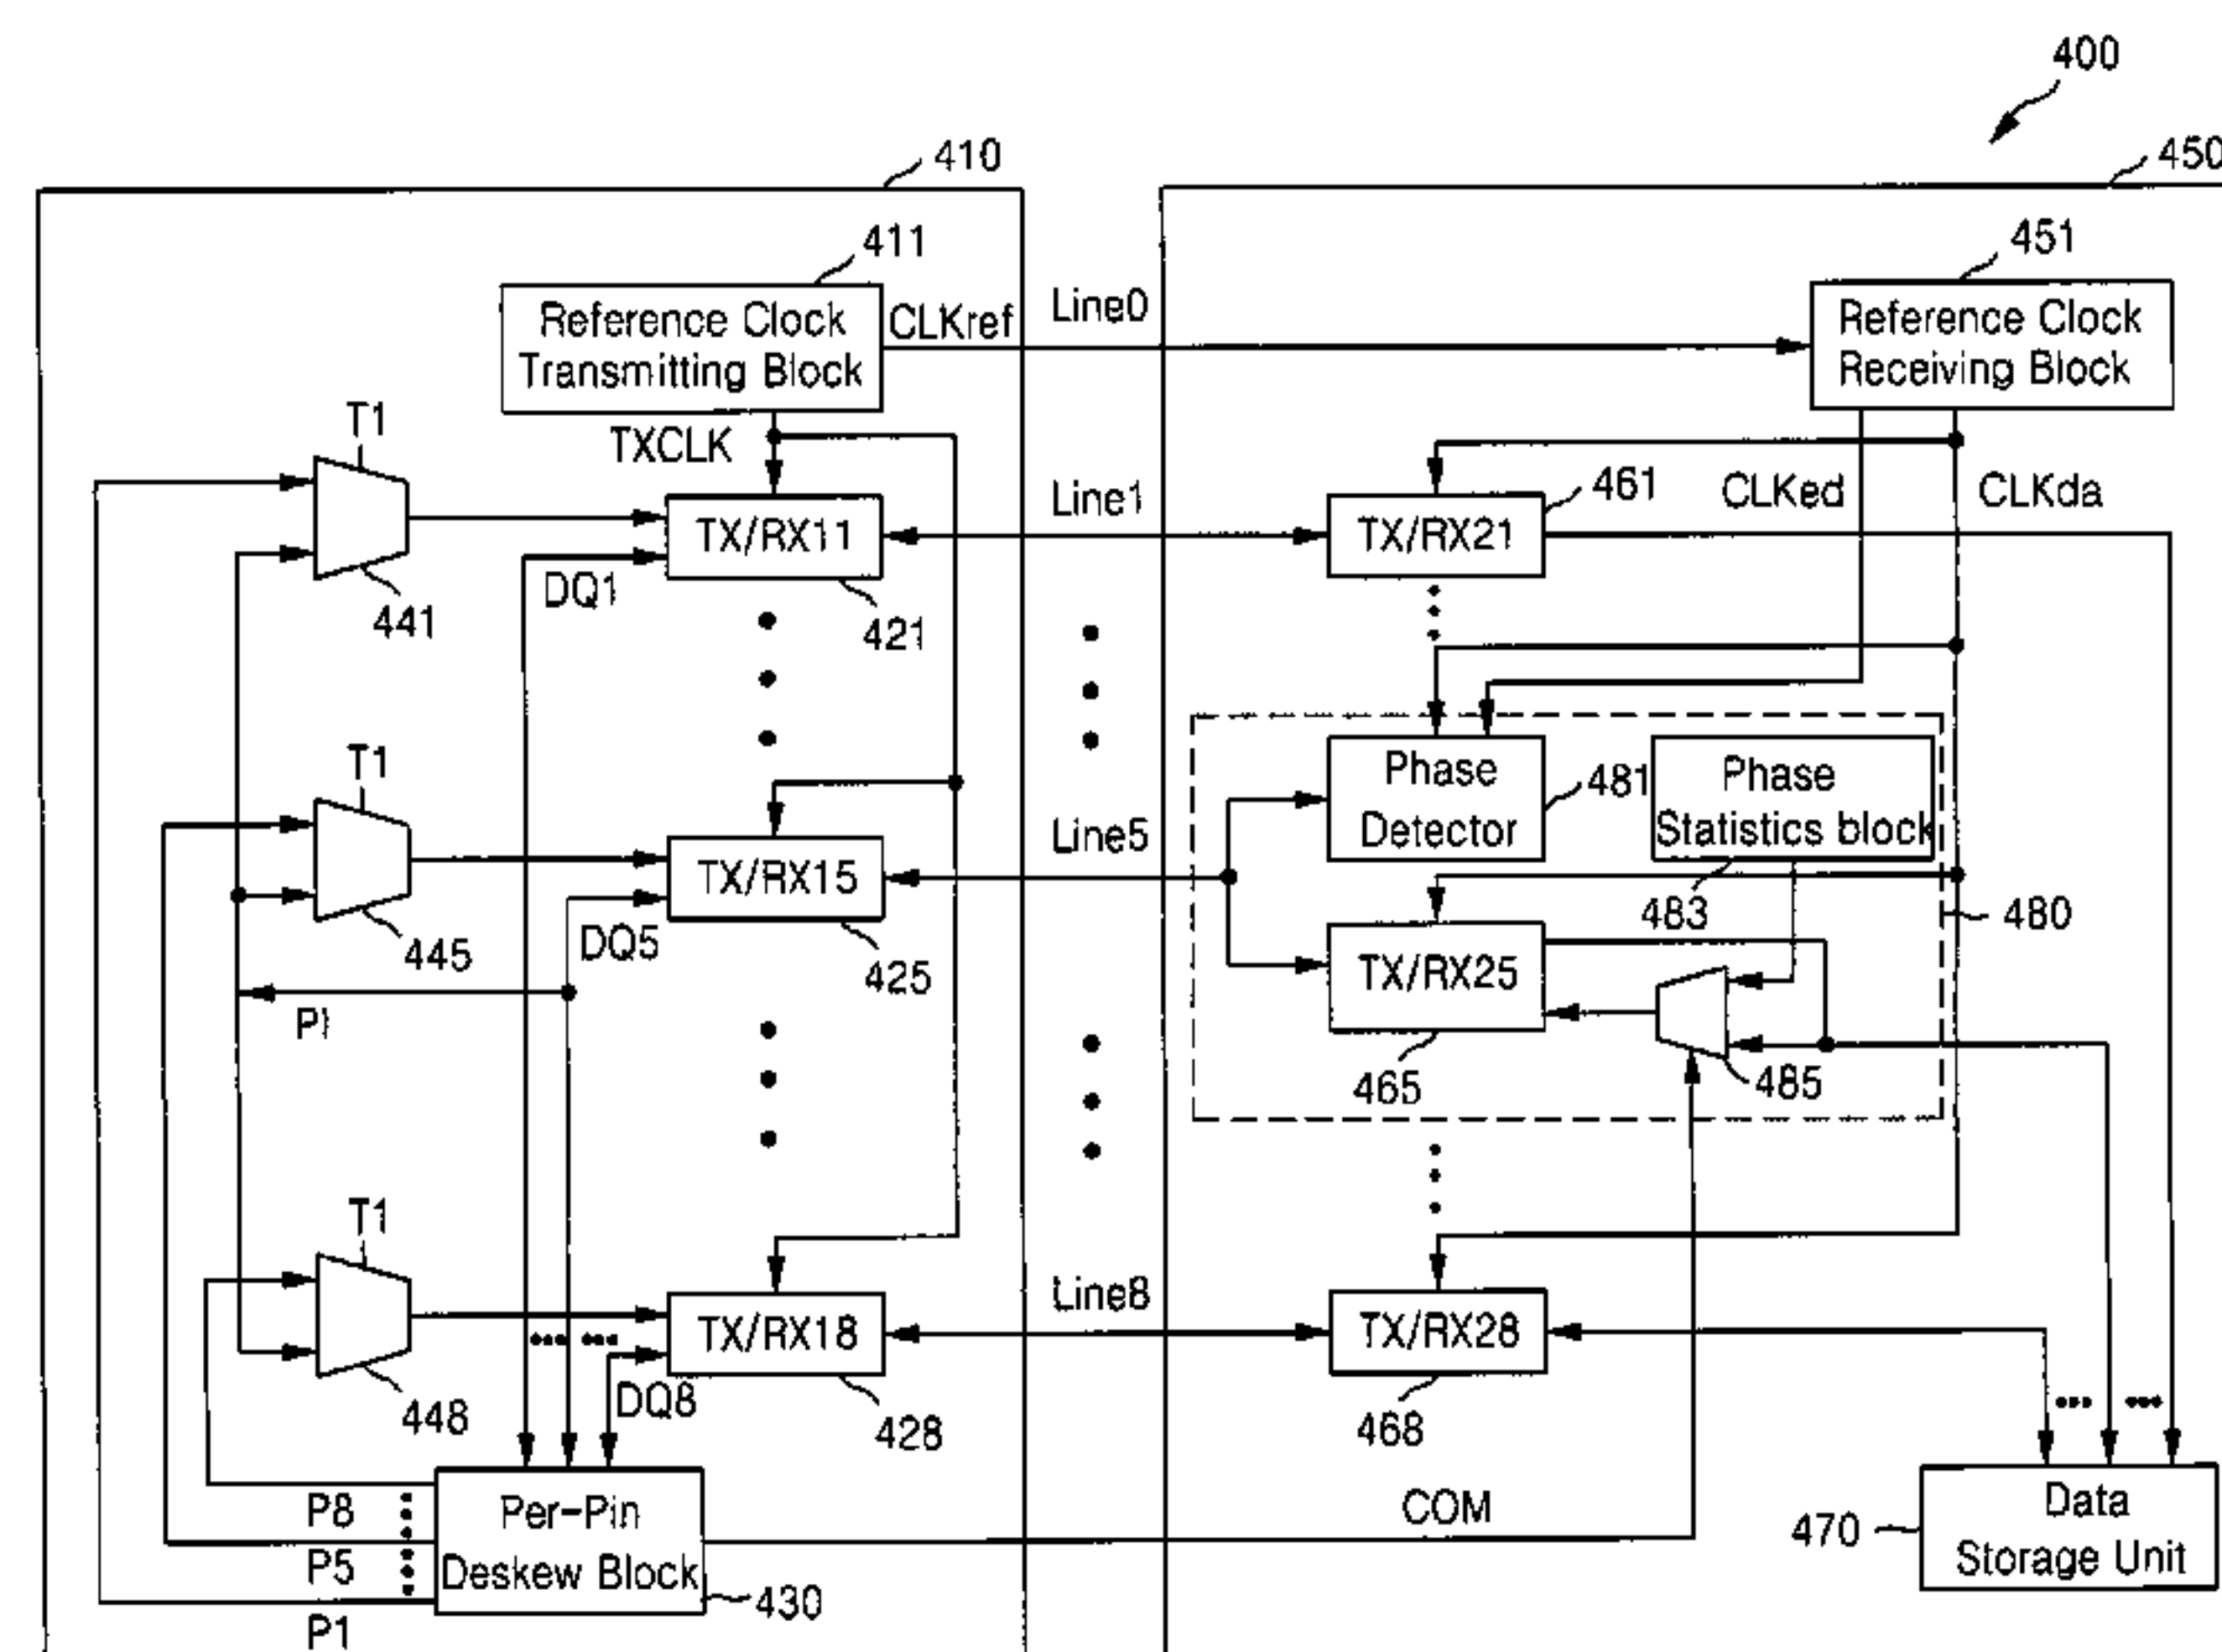 400
410
450
411
451
Reference Clock
Transmitting Block
CLKref
Line0
Reference Clock
Receiving Block
T1
TXCLK
Line1
461
CLKed
CLKda
TX/RX11
TX/RX21
DQ1
441
421
T1
Phase
Detector
481
Phase
Statistics block
Line5
TX/RX15
483
480
DQ5
TX/RX25
445
425
PI
465
485
T1
Line8
TX/RX18
TX/RX28
DQ8
448
428
468
P8
Per-Pin
Deskew Block
COM
470
Data
Storage Unit
P5
430
P1